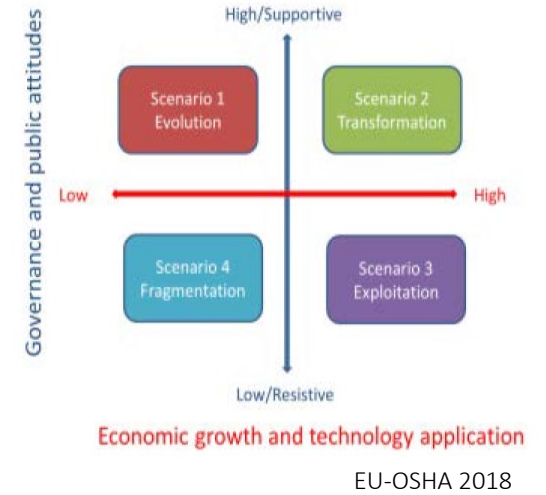 Governance and public attitudes
High/Supportive
Scenario 1
Evolution
Scenario 2
Transformation
Low
High
Scenario 4
Fragmentation
Scenario 3
Exploitation
Low/Resistive
Economic growth and technology application
EU-OSHA 2018